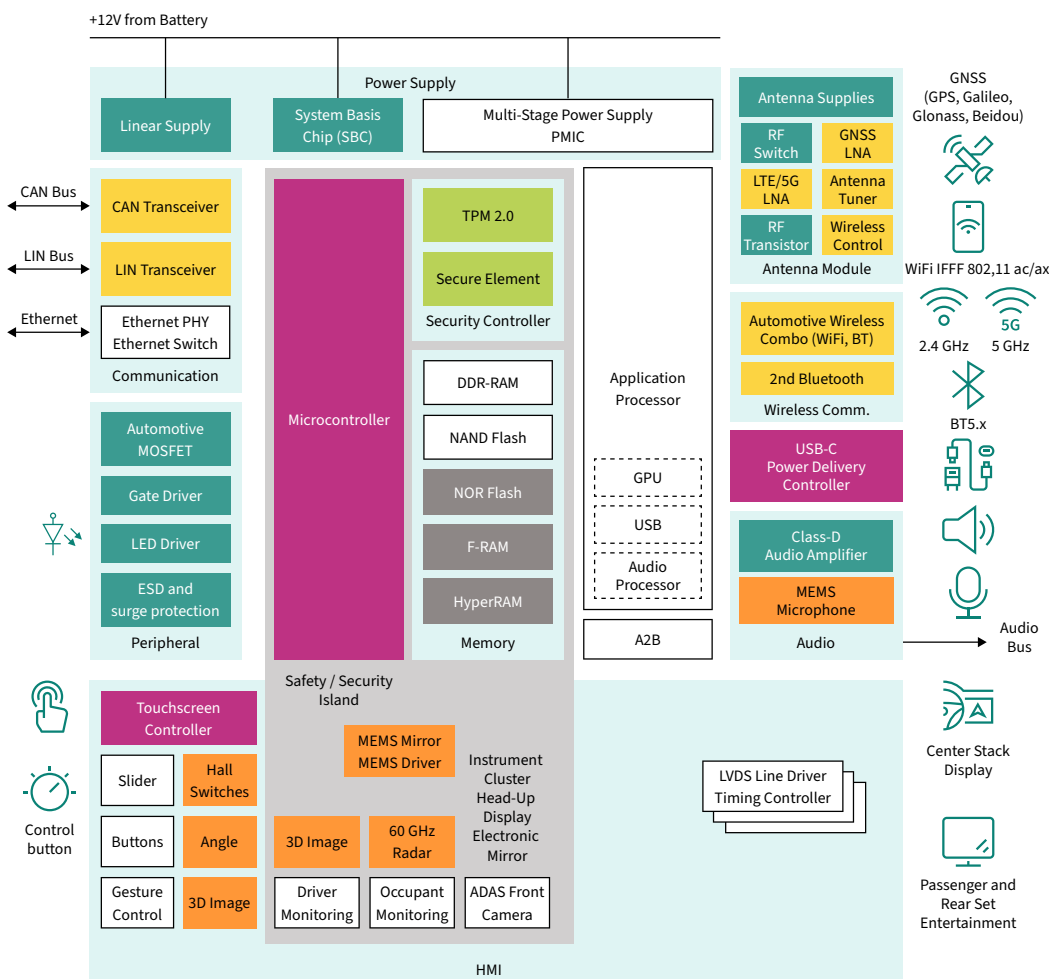 +12V from Battery
Power Supply
Linear Supply
System Basis
Chip (SBC)
Multi-Stage Power Supply
PMIC
CAN Bus
LIN Bus
Ethernet
CAN Transceiver
LIN Transceiver
Ethernet PHY
Ethernet Switch
Communication
Automotive
MOSFET
Gate Driver
LED Driver
ESD and
surge protection
Peripheral
Microcontroller
TPM 2.0
Secure Element
Security Controller
DDR-RAM
NAND Flash
NOR Flash
F-RAM
HyperRAM
Memory
Application
Processor
GPU
USB
Audio
Processor
A2B
Antenna Supplies
RF
Switch
GNSS
LNA
LTE/5G
LNA
Antenna
Tuner
RF
Transistor
Wireless
Control
Antenna Module
Automotive Wireless
Combo (WiFi, BT)
2nd Bluetooth
Wireless Comm.
USB-C
Power Delivery
Controller
Class-D
Audio Amplifier
MEMS
Microphone
Audio
GNSS
(GPS, Galileo,
Glonass, Beidou)
WiFi IFFF 802,11 ac/ax
5G
2.4 GHz
5 GHz
BT5.x
Audio
Bus
Center Stack
Display
Passenger and
Rear Set
Entertainment
Control
button
Touchscreen
Controller
Slider
Hall
Switches
Buttons
Angle
Gesture
Control
3D Image
Safety / Security
Island
MEMS Mirror
MEMS Driver
Instrument
Cluster
Head-Up
Display
Electronic
Mirror
3D Image
60 GHz
Radar
Driver
Monitoring
Occupant
Monitoring
ADAS Front
Camera
LVDS Line Driver
Timing Controller
HMI